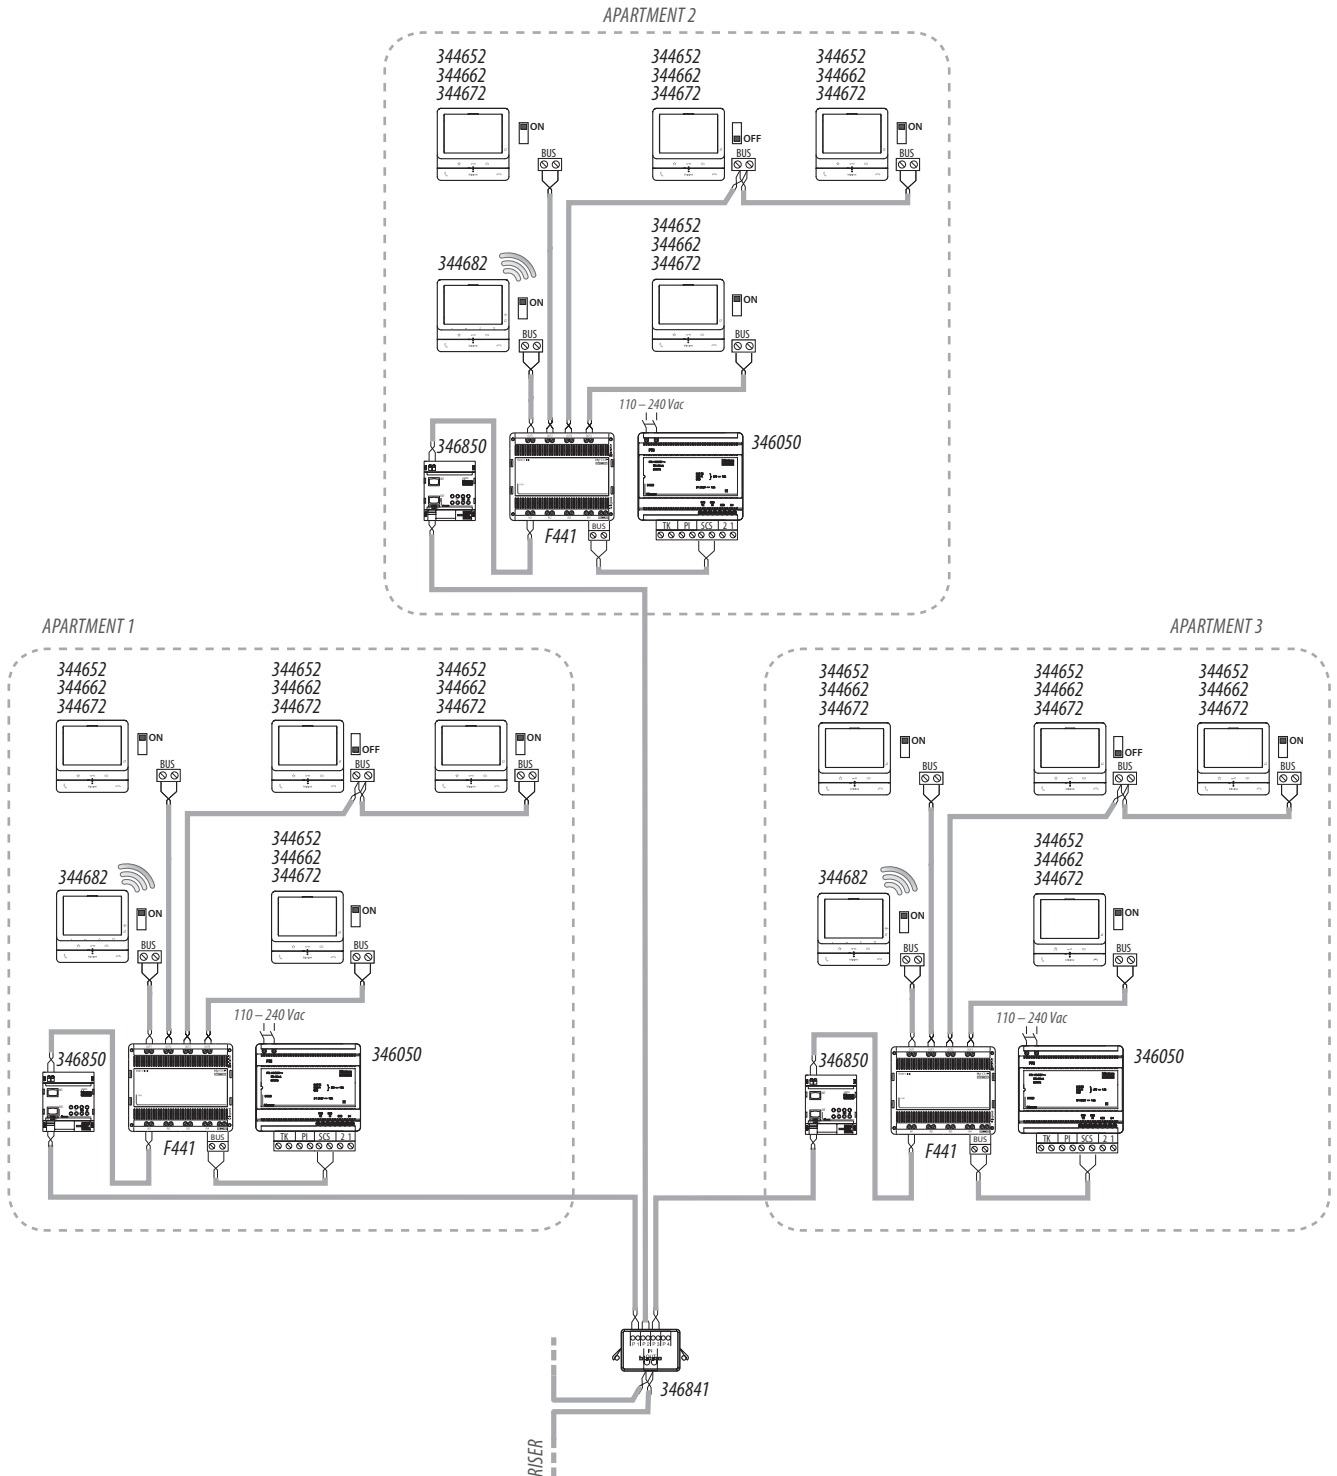 APARTMENT 2
344652
344662
344672
344652
344662
344672
344652
344662
344672
ON
OFF
ON
BUS
BUS
BUS
344652
344662
344672
344682
ON
ON
BUS
BUS
110 – 240 Vac
346850
346050
F441
BUS
TK PI SCS 2 1
APARTMENT 1
344652
344662
344672
344652
344662
344672
344652
344662
344672
ON
OFF
ON
BUS
BUS
BUS
344652
344662
344672
344682
ON
ON
BUS
BUS
110 – 240 Vac
346850
346050
F441
BUS
TK PI SCS 2 1
APARTMENT 3
344652
344662
344672
344652
344662
344672
344652
344662
344672
ON
OFF
ON
BUS
BUS
BUS
344652
344662
344672
344682
ON
ON
BUS
BUS
110 – 240 Vac
346850
346050
F441
BUS
TK PI SCS 2 1
IN
OUT
346841
RISER